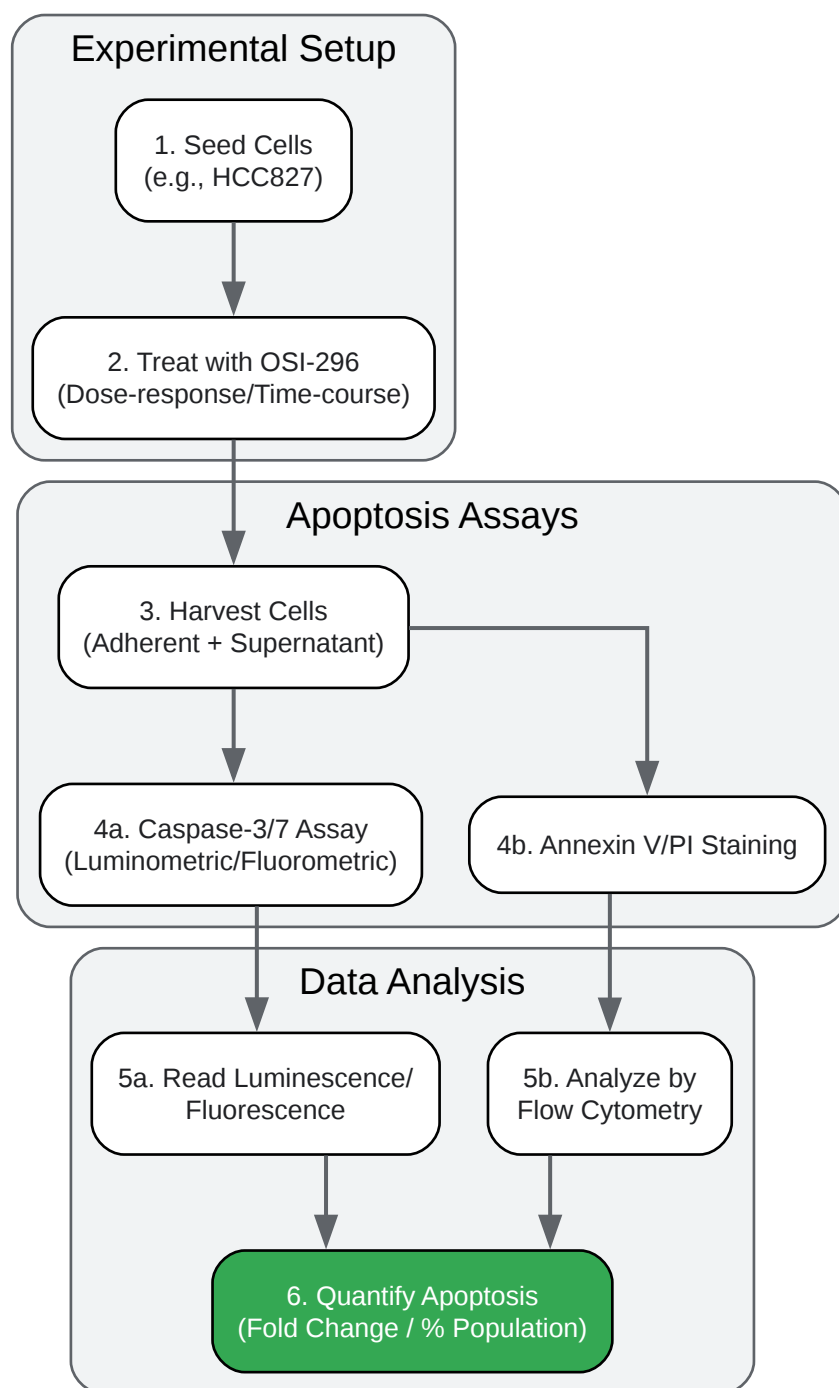 Experimental Setup
1. Seed Cells
(e.g., HCC827)
2. Treat with OSI-296
(Dose-response/Time-course)
Apoptosis Assays
3. Harvest Cells
(Adherent + Supernatant)
4a. Caspase-3/7 Assay
(Luminometric/Fluorometric)
4b. Annexin V/PI Staining
Data Analysis
5a. Read Luminescence/
Fluorescence
5b. Analyze by
Flow Cytometry
6. Quantify Apoptosis
(Fold Change / % Population)